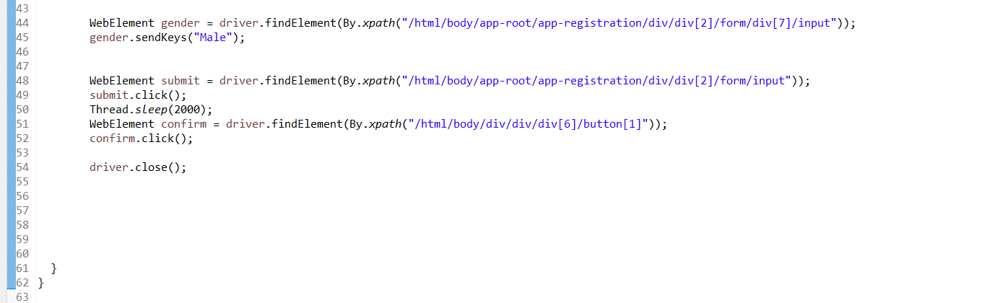 43
44 WebElement gender = driver.findElement(By.xpath("/html/body/app-root/app-registration/div/div[2]/form/div[7]/input"));
45 gender.sendKeys("Male");
46
47
48 WebElement submit = driver.findElement(By.xpath("/html/body/app-root/app-registration/div/div[2]/form/input"));
49 submit.click();
50 Thread.sleep(2000);
51 WebElement confirm = driver.findElement(By.xpath("/html/body/div/div/div[6]/button[1]"));
52 confirm.click();
53
54 driver.close();
55
56
57
58
59
60
61 }
62 }
63